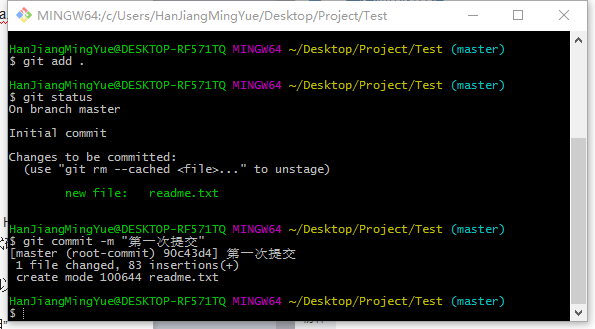 MINGW64:/c/Users/HanJiangMingYue/Desktop/Project/Test
HanJiangMingYue@DESKTOP-RF571TQ MINGW64 ~/Desktop/Project/Test (master)
$ git add .
HanJiangMingYue@DESKTOP-RF571TQ MINGW64 ~/Desktop/Project/Test (master)
$ git status
On branch master
Initial commit
Changes to be committed:
(use "git rm --cached <file>..." to unstage)
new file: readme.txt
HanJiangMingYue@DESKTOP-RF571TQ MINGW64 ~/Desktop/Project/Test (master)
$ git commit -m "第一次提交"
[master (root-commit) 90c43d4] 第一次提交
1 file changed, 83 insertions(+)
create mode 100644 readme.txt
HanJiangMingYue@DESKTOP-RF571TQ MINGW64 ~/Desktop/Project/Test (master)
$